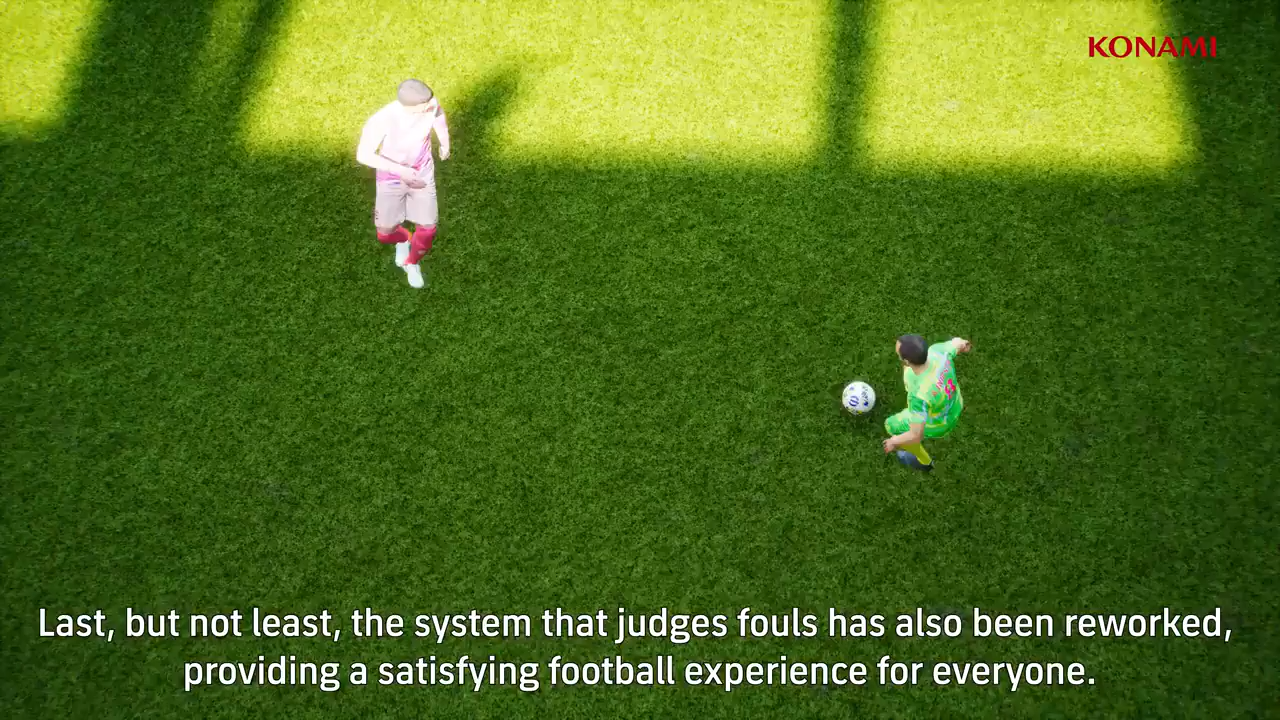 KONAMI
Last, but not least, the system that judges fouls has also been reworked,
providing a satisfying football experience for everyone.